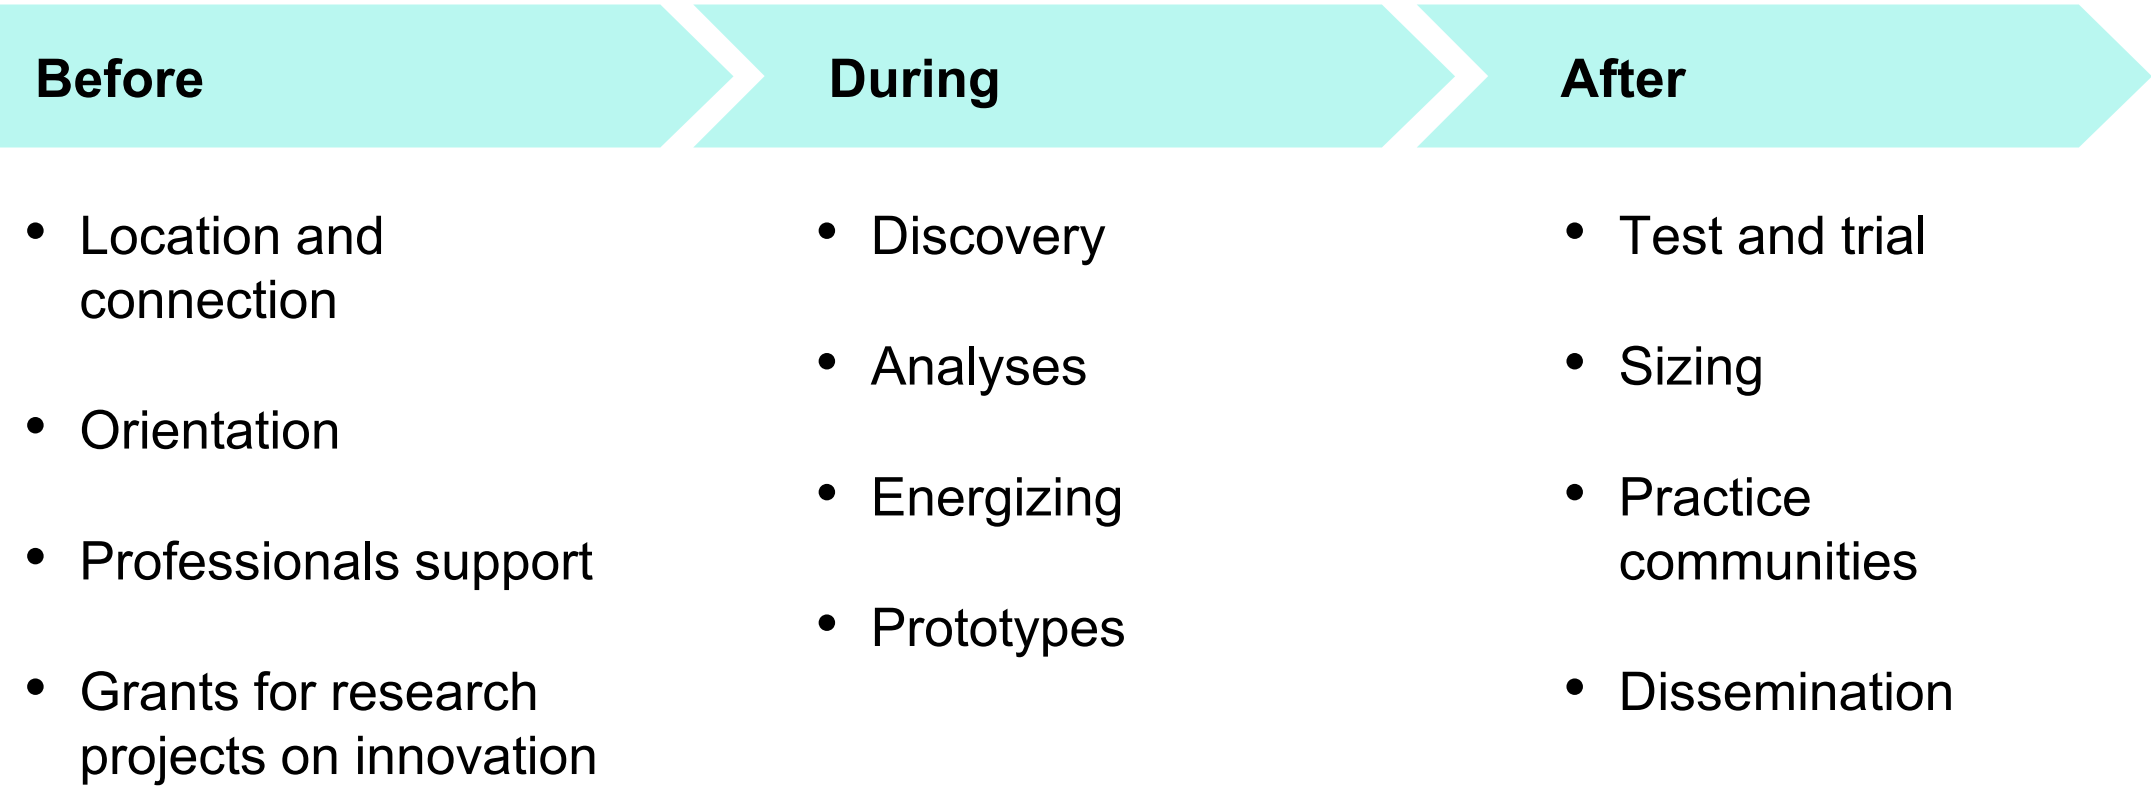 Before
During
After
• Location and
connection
• Orientation
• Professionals support
• Grants for research
projects on innovation
• Discovery
• Analyses
• Energizing
• Prototypes
• Test and trial
• Sizing
• Practice
communities
• Dissemination